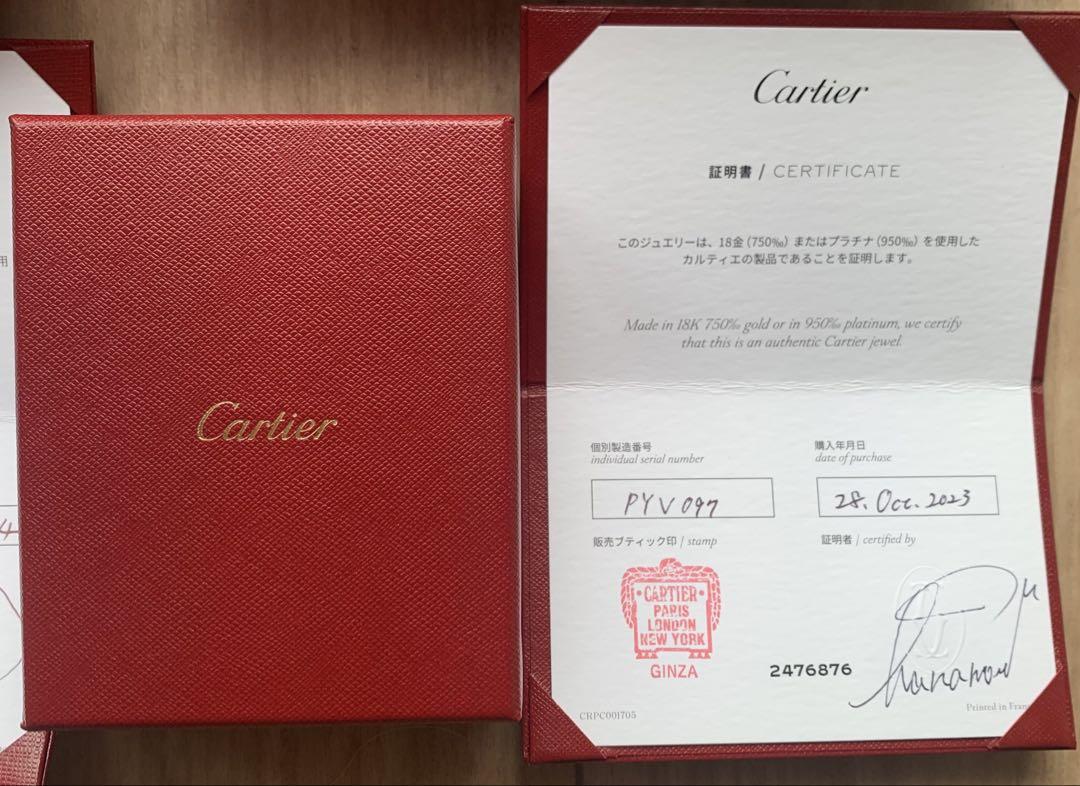 用
4
Cartier
Cartier
証明書 / CERTIFICATE
このジュエリーは、18金(750‰)またはプラチナ(950‰)を使用した
カルティエの製品であることを証明します。
Made in 18K 750‰ gold or in 950‰ platinum, we certify
that this is an authentic Cartier jewel.
個別製造番号
individual serial number
購入年月日
date of purchase
PYV097
28. Oct. 2023
販売ブティック印 / stamp
証明者 / certified by
CARTIER
PARIS
LONDON
NEW YORK
GINZA
2476876
CRPC001705
Printed in Fran